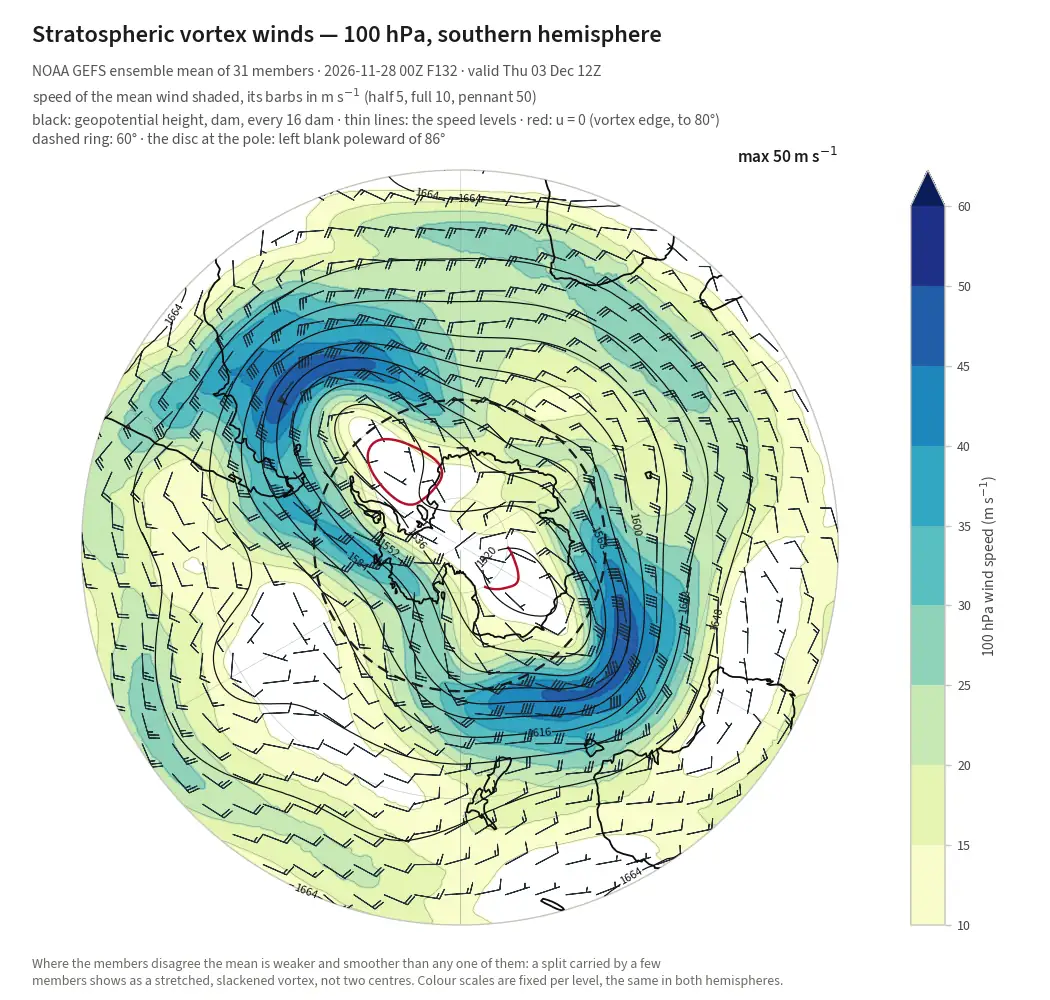 Stratospheric vortex winds — 100 hPa, southern hemisphere
NOAA GEFS ensemble mean of 31 members · 2026-11-28 00Z F132 · valid Thu 03 Dec 12Z
speed of the mean wind shaded, its barbs in m s⁻¹ (half 5, full 10, pennant 50)
black: geopotential height, dam, every 16 dam · thin lines: the speed levels · red: u = 0 (vortex edge, to 80°)
dashed ring: 60° · the disc at the pole: left blank poleward of 86°
max 50 m s⁻¹
1664
1664
1664
1600
1568
1552
1584
1520
1648
1616
1664
1664
60
50
45
40
35
30
25
20
15
10
100 hPa wind speed (m s⁻¹)
Where the members disagree the mean is weaker and smoother than any one of them: a split carried by a few
members shows as a stretched, slackened vortex, not two centres. Colour scales are fixed per level, the same in both hemispheres.